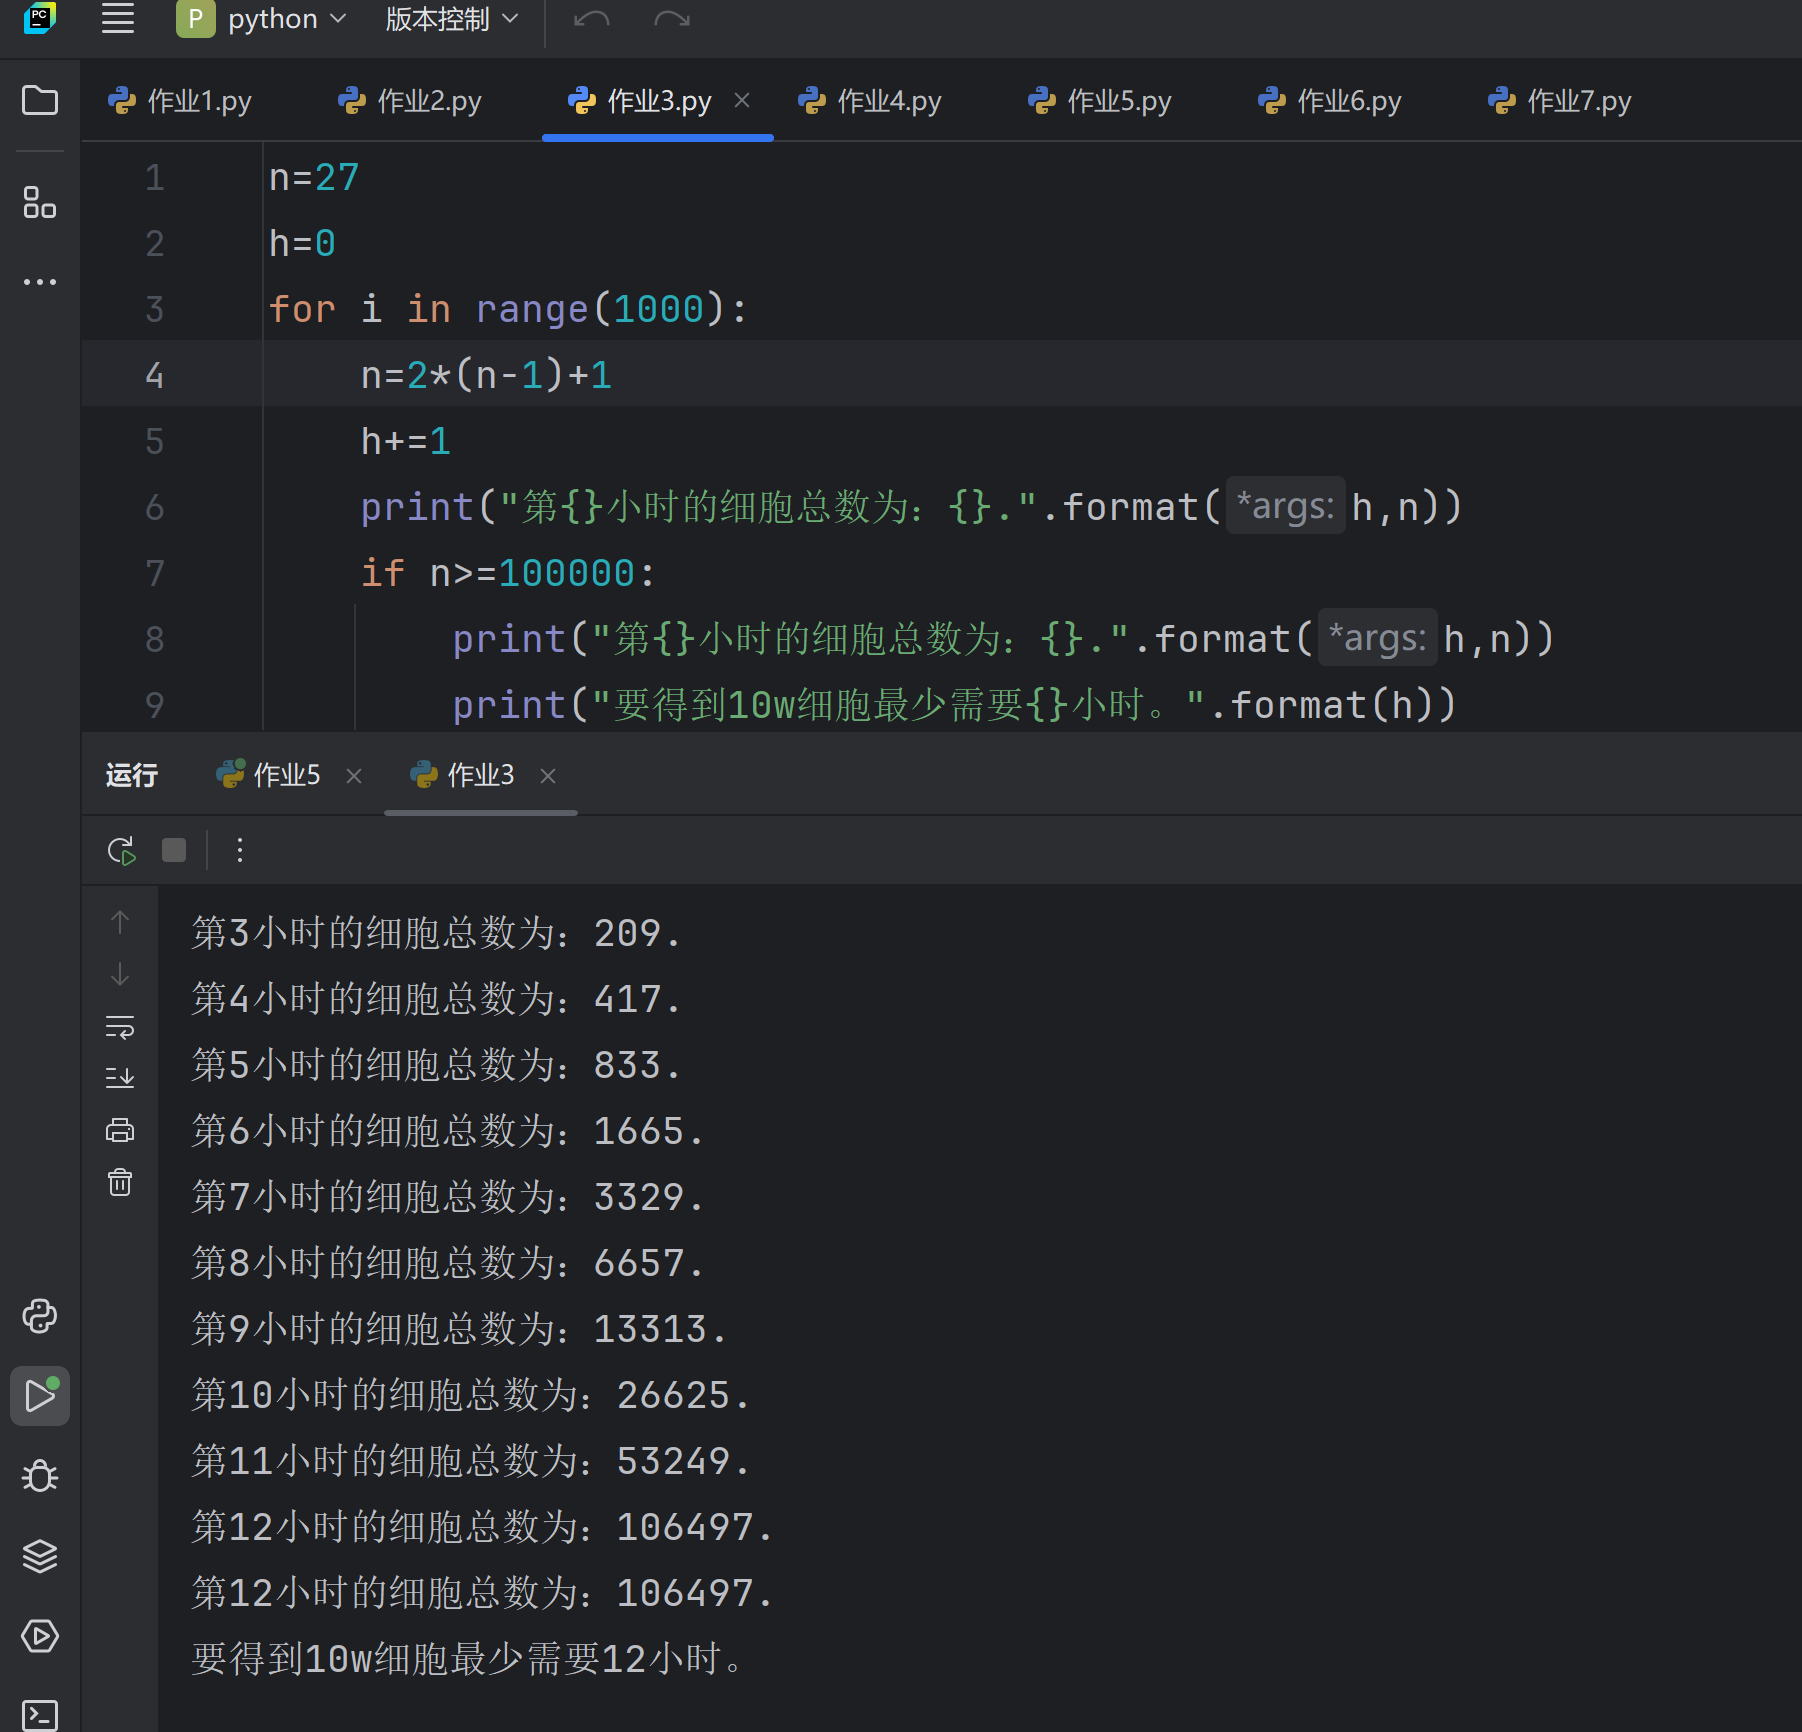 PC
P python 版本控制
作业1.py 作业2.py 作业3.py 作业4.py 作业5.py 作业6.py 作业7.py
1 n=27
2 h=0
3 for i in range(1000):
4 n=2*(n-1)+1
5 h+=1
6 print("第{}小时的细胞总数为：{}.".format(*args:h,n))
7 if n>=100000:
8 print("第{}小时的细胞总数为：{}.".format(*args:h,n))
9 print("要得到10w细胞最少需要{}小时。".format(h))
运行 作业5 作业3
第3小时的细胞总数为：209.
第4小时的细胞总数为：417.
第5小时的细胞总数为：833.
第6小时的细胞总数为：1665.
第7小时的细胞总数为：3329.
第8小时的细胞总数为：6657.
第9小时的细胞总数为：13313.
第10小时的细胞总数为：26625.
第11小时的细胞总数为：53249.
第12小时的细胞总数为：106497.
第12小时的细胞总数为：106497.
要得到10w细胞最少需要12小时。